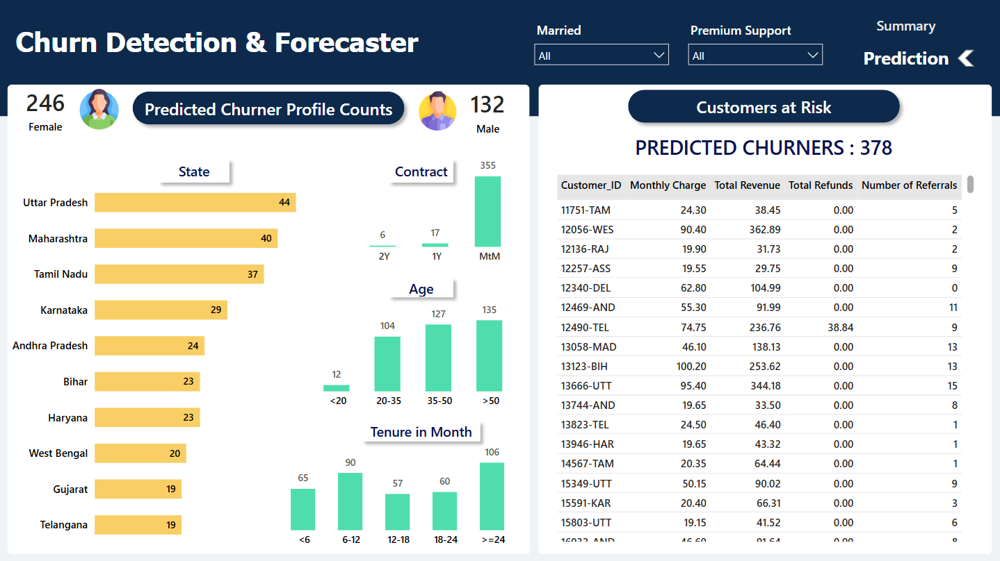 Churn Detection & Forecaster
Married
All
Premium Support
All
Summary
Prediction
246
Female
Predicted Churner Profile Counts
132
Male
State
Uttar Pradesh 44
Maharashtra 40
Tamil Nadu 37
Karnataka 29
Andhra Pradesh 24
Bihar 23
Haryana 23
West Bengal 20
Gujarat 19
Telangana 19
Contract
6 17 355
2Y 1Y MtM
Age
12 104 127 135
<20 20-35 35-50 >50
Tenure in Month
65 90 57 60 106
<6 6-12 12-18 18-24 >=24
Customers at Risk
PREDICTED CHURNERS : 378
Customer_ID Monthly Charge Total Revenue Total Refunds Number of Referrals
11751-TAM 24.30 38.45 0.00 5
12056-WES 90.40 362.89 0.00 2
12136-RAJ 19.90 31.73 0.00 2
12257-ASS 19.55 29.75 0.00 9
12340-DEL 62.80 104.99 0.00 0
12469-AND 55.30 91.99 0.00 11
12490-TEL 74.75 236.76 38.84 9
13058-MAD 46.10 138.13 0.00 13
13123-BIH 100.20 253.62 0.00 13
13666-UTT 95.40 344.18 0.00 15
13744-AND 19.65 33.50 0.00 8
13823-TEL 24.50 46.40 0.00 1
13946-HAR 19.65 43.32 0.00 1
14567-TAM 20.35 64.44 0.00 1
15349-UTT 50.15 90.02 0.00 9
15591-KAR 20.40 66.31 0.00 3
15803-UTT 19.15 41.52 0.00 6